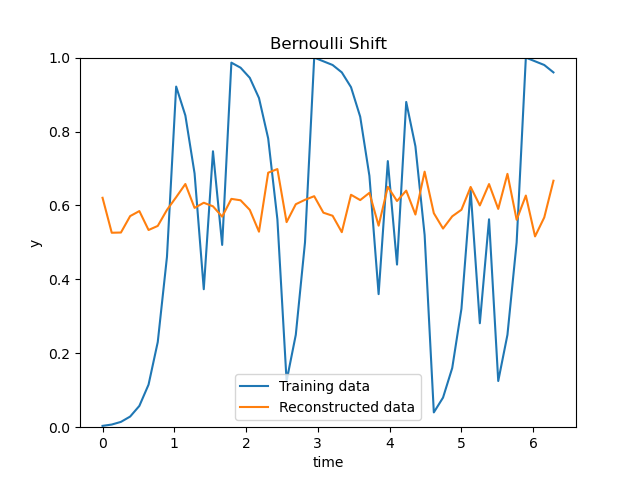 Bernoulli Shift
y
1.0
0.8
0.6
0.4
0.2
0.0
Training data
Reconstructed data
0 1 2 3 4 5 6
time